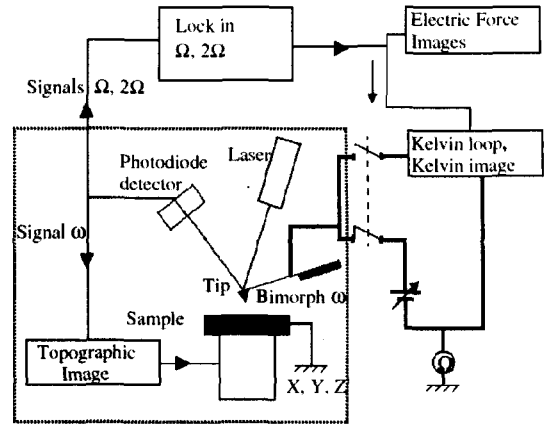 Lock in
Ω, 2Ω
Electric Force
Images
Signals Ω, 2Ω
Kelvin loop,
Kelvin image
Laser
Photodiode
detector
Signal ω
Tip
Bimorph ω
Sample
Topographic
Image
X, Y, Z
Ω